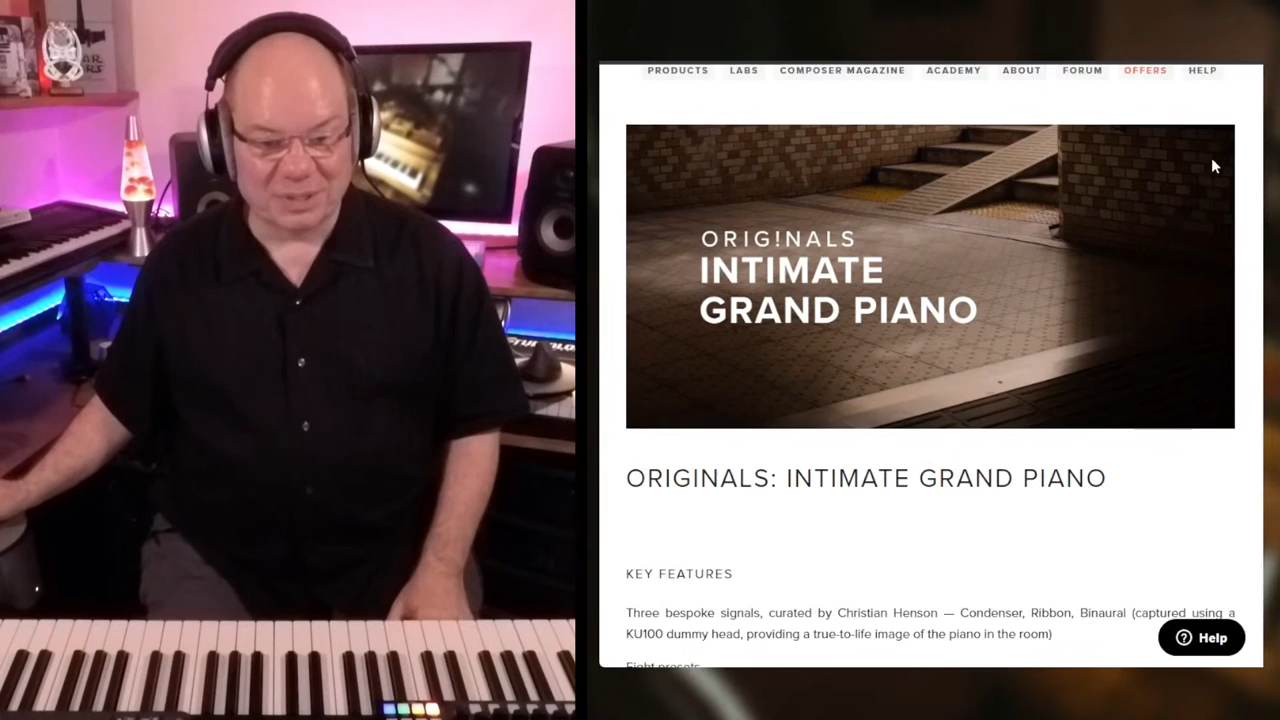 PRODUCTS LABS COMPOSER MAGAZINE ACADEMY ABOUT FORUM OFFERS HELP
ORIG!NALS
INTIMATE
GRAND PIANO
ORIGINALS: INTIMATE GRAND PIANO
KEY FEATURES
Three bespoke signals, curated by Christian Henson — Condenser, Ribbon, Binaural (captured using a
KU100 dummy head, providing a true-to-life image of the piano in the room)
Eight presets
Help